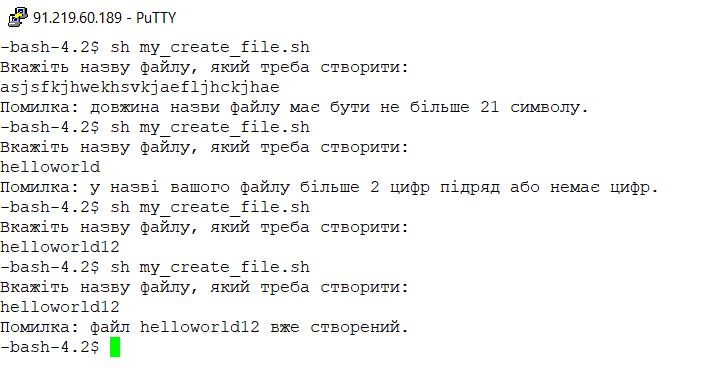 91.219.60.189 - PuTTY
-bash-4.2$ sh my_create_file.sh
Вкажіть назву файлу, який треба створити:
asjsfkjhwekhsvkjaefljhckjhae
Помилка: довжина назви файлу має бути не більше 21 символу.
-bash-4.2$ sh my_create_file.sh
Вкажіть назву файлу, який треба створити:
helloworld
Помилка: у назві вашого файлу більше 2 цифр підряд або немає цифр.
-bash-4.2$ sh my_create_file.sh
Вкажіть назву файлу, який треба створити:
helloworld12
-bash-4.2$ sh my_create_file.sh
Вкажіть назву файлу, який треба створити:
helloworld12
Помилка: файл helloworld12 вже створений.
-bash-4.2$